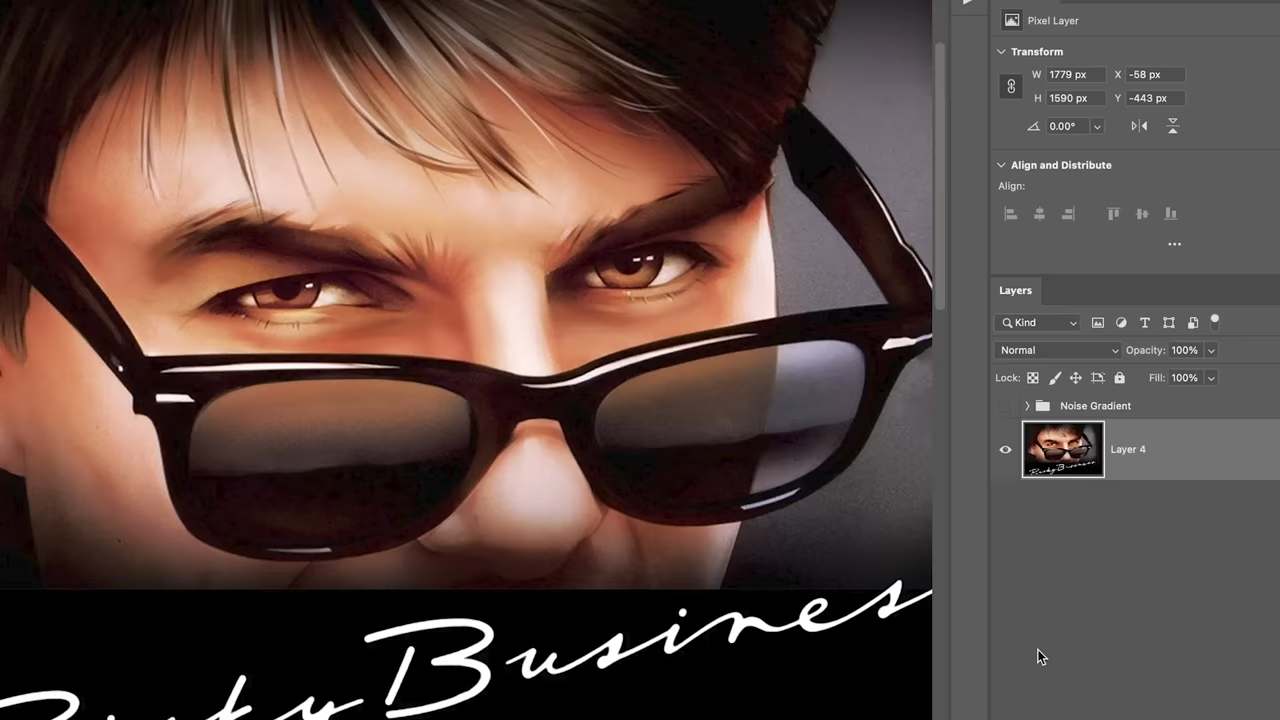 Pixel Layer
Transform
W 1779 px X -58 px
H 1590 px Y -443 px
0.00°
Align and Distribute
Align:
Layers
Kind
Normal Opacity: 100%
Lock: Fill: 100%
Noise Gradient
Layer 4
Risky Busines